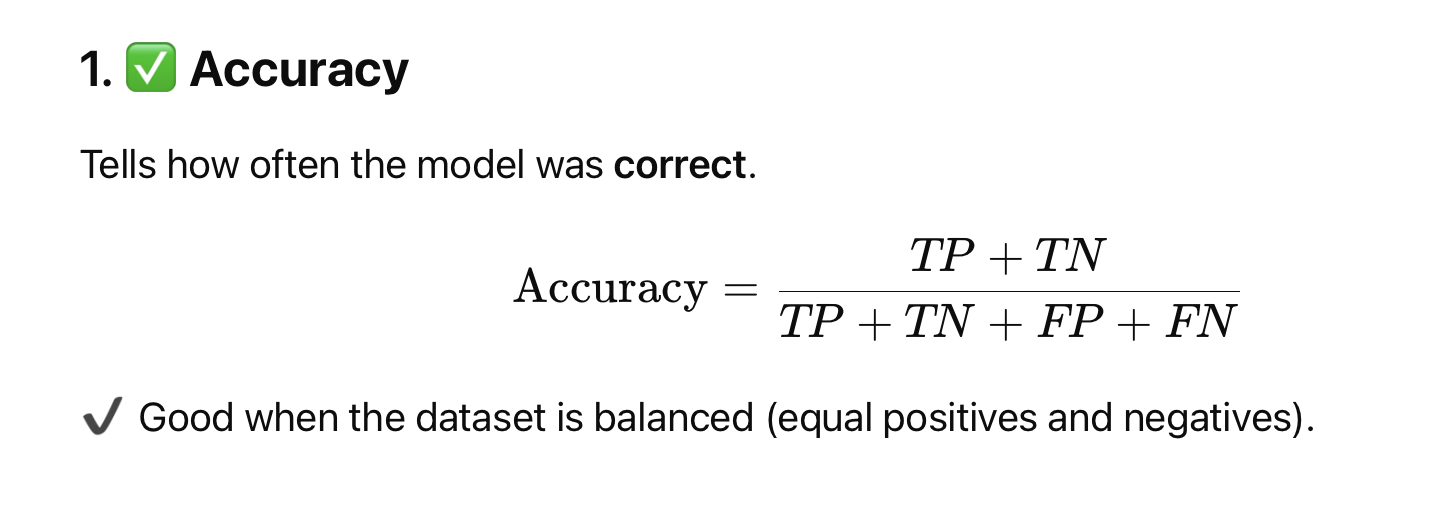 1. ✅ Accuracy
Tells how often the model was correct.
Accuracy = \frac{TP + TN}{TP + TN + FP + FN}
✔ Good when the dataset is balanced (equal positives and negatives).